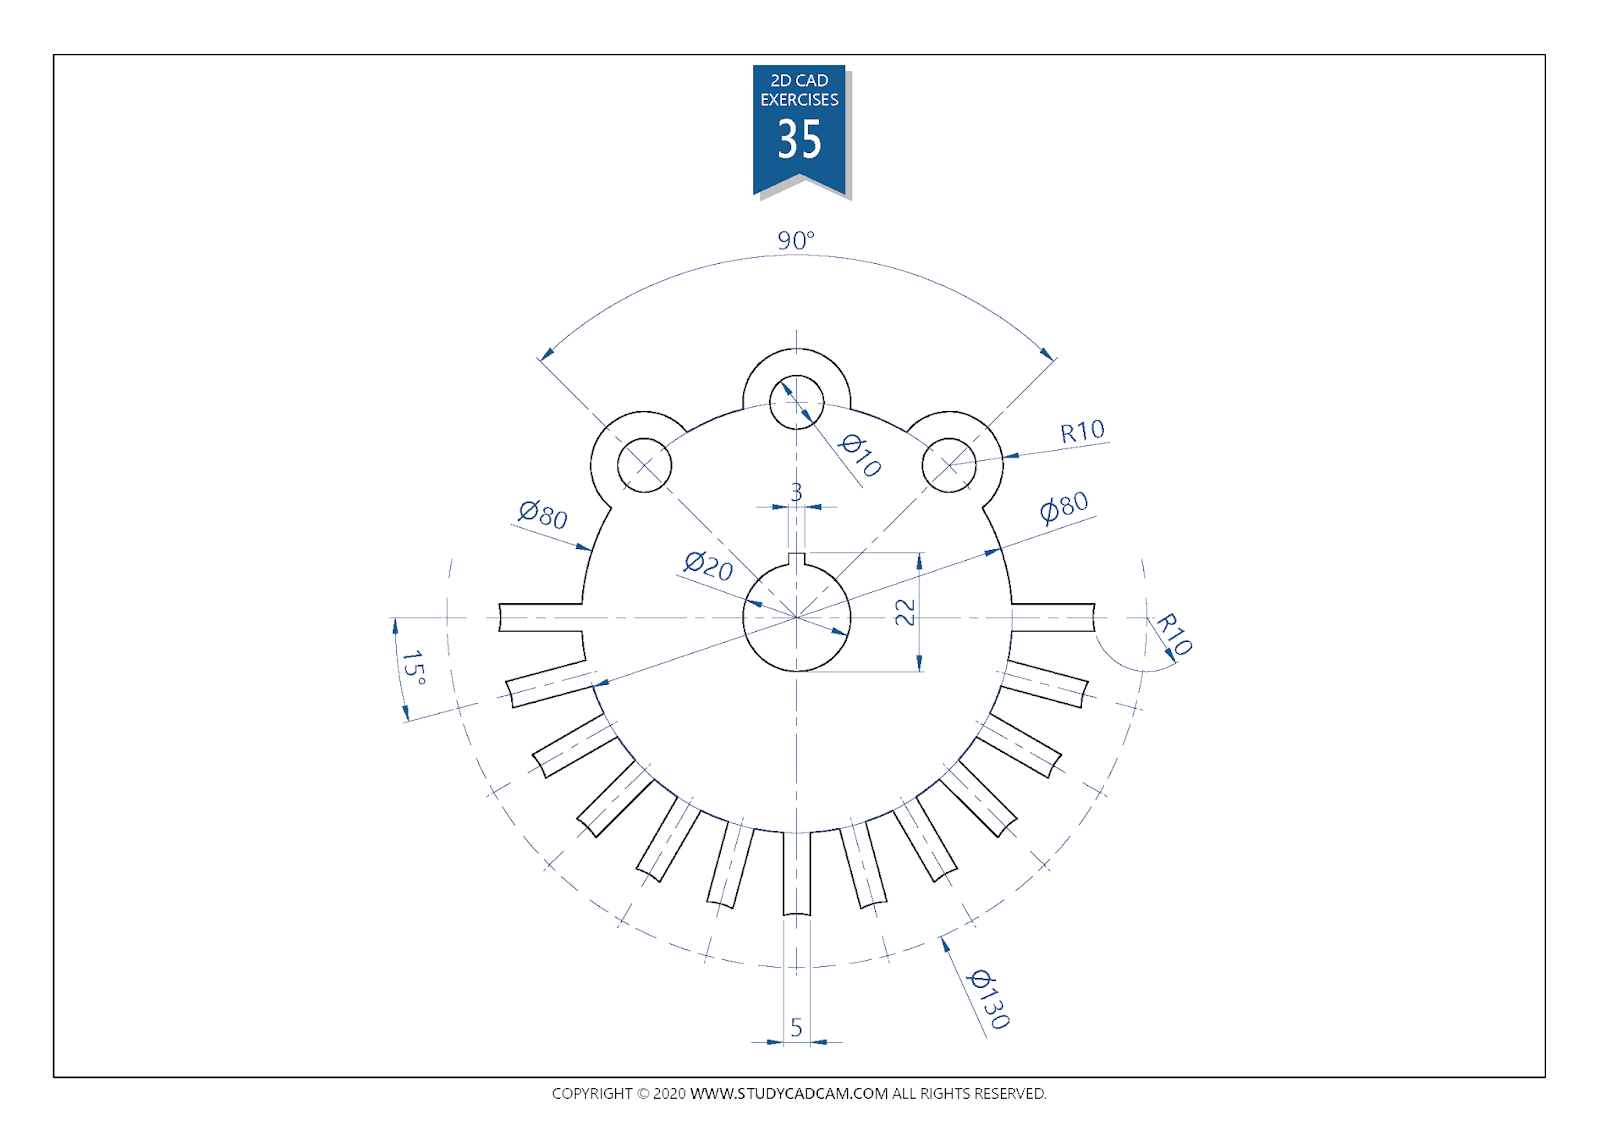 2D CAD
EXERCISES
35
90°
R10
Ø10
3
Ø80
Ø80
Ø20
22
R10
15°
Ø130
5
COPYRIGHT © 2020 WWW.STUDYCADCAM.COM ALL RIGHTS RESERVED.